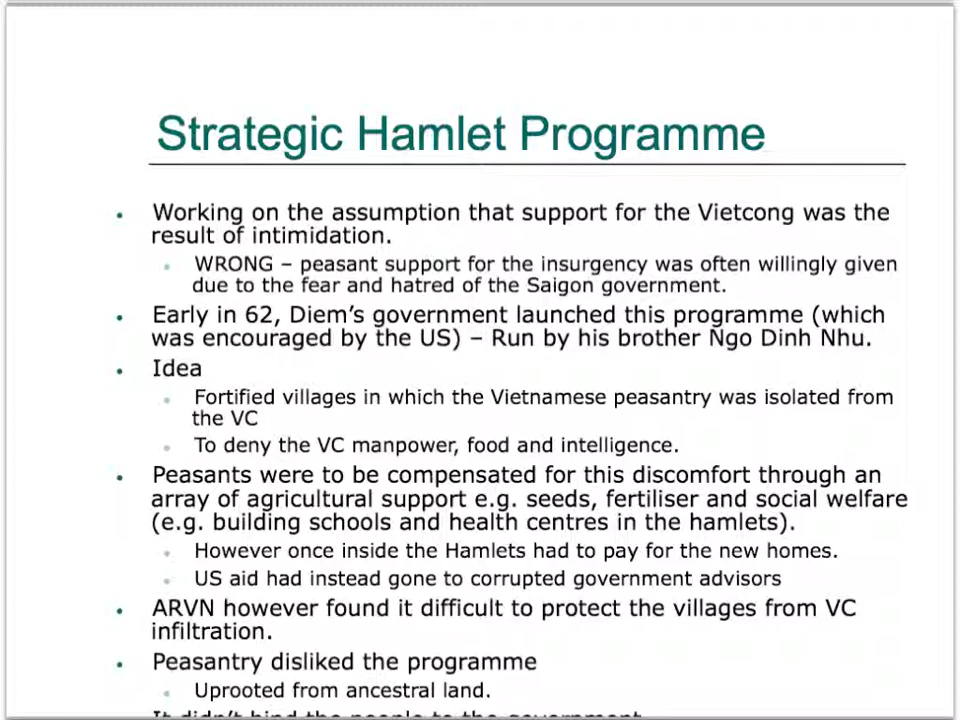 Strategic Hamlet Programme
• Working on the assumption that support for the Vietcong was the
result of intimidation.
• WRONG – peasant support for the insurgency was often willingly given
due to the fear and hatred of the Saigon government.
• Early in 62, Diem's government launched this programme (which
was encouraged by the US) – Run by his brother Ngo Dinh Nhu.
• Idea
• Fortified villages in which the Vietnamese peasantry was isolated from
the VC
• To deny the VC manpower, food and intelligence.
• Peasants were to be compensated for this discomfort through an
array of agricultural support e.g. seeds, fertiliser and social welfare
(e.g. building schools and health centres in the hamlets).
• However once inside the Hamlets had to pay for the new homes.
• US aid had instead gone to corrupted government advisors
• ARVN however found it difficult to protect the villages from VC
infiltration.
• Peasantry disliked the programme
• Uprooted from ancestral land.
It didn't bind the people to the government